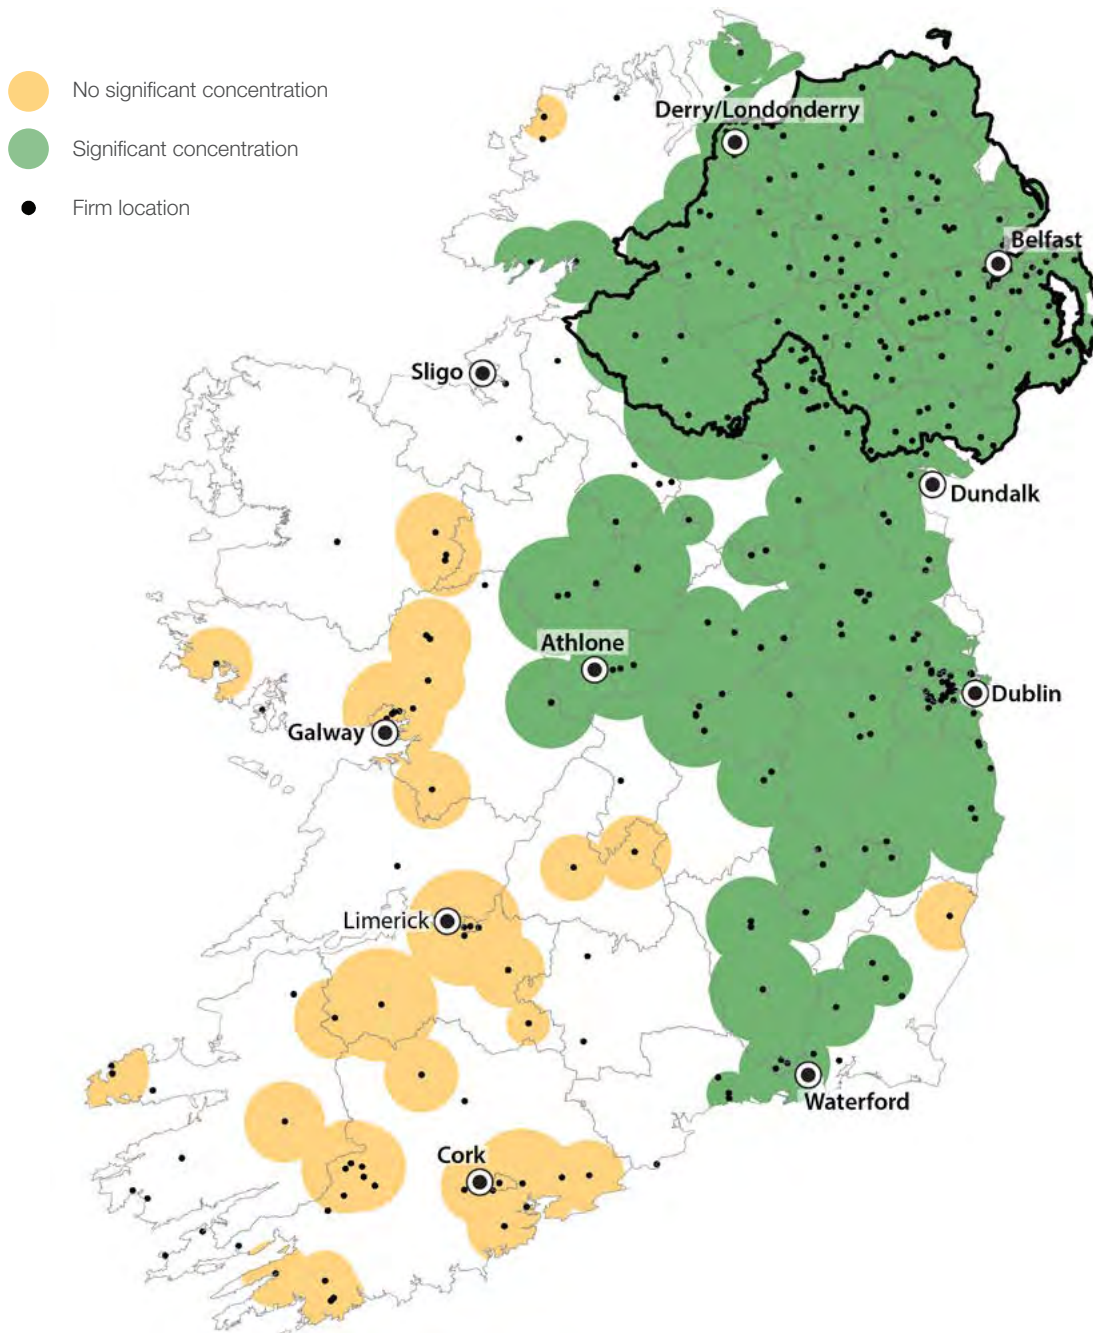 No significant concentration
Significant concentration
Firm location
Derry/Londonderry
Belfast
Sligo
Dundalk
Athlone
Dublin
Galway
Limerick
Waterford
Cork